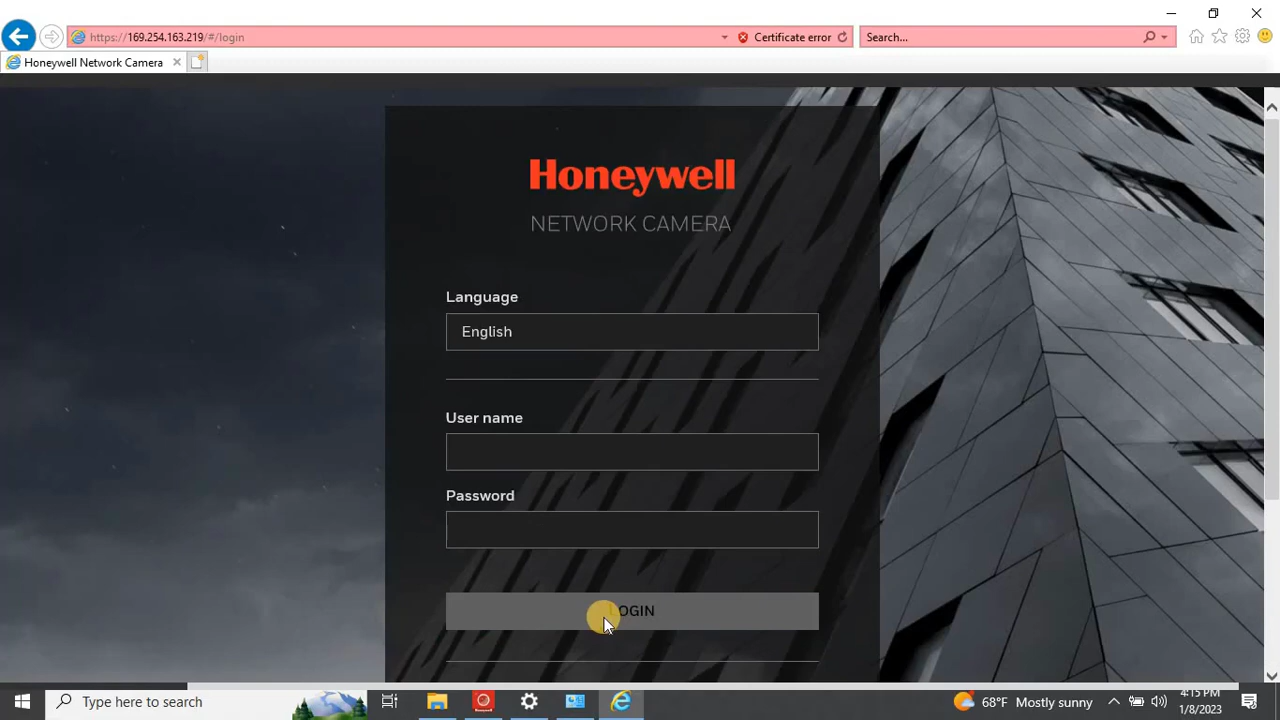 https://169.254.163.219/#/login
Certificate error
Search...
Honeywell Network Camera
Honeywell
NETWORK CAMERA
Language
English
User name
Password
LOGIN
Type here to search
68°F Mostly sunny
4:15 PM
1/8/2023